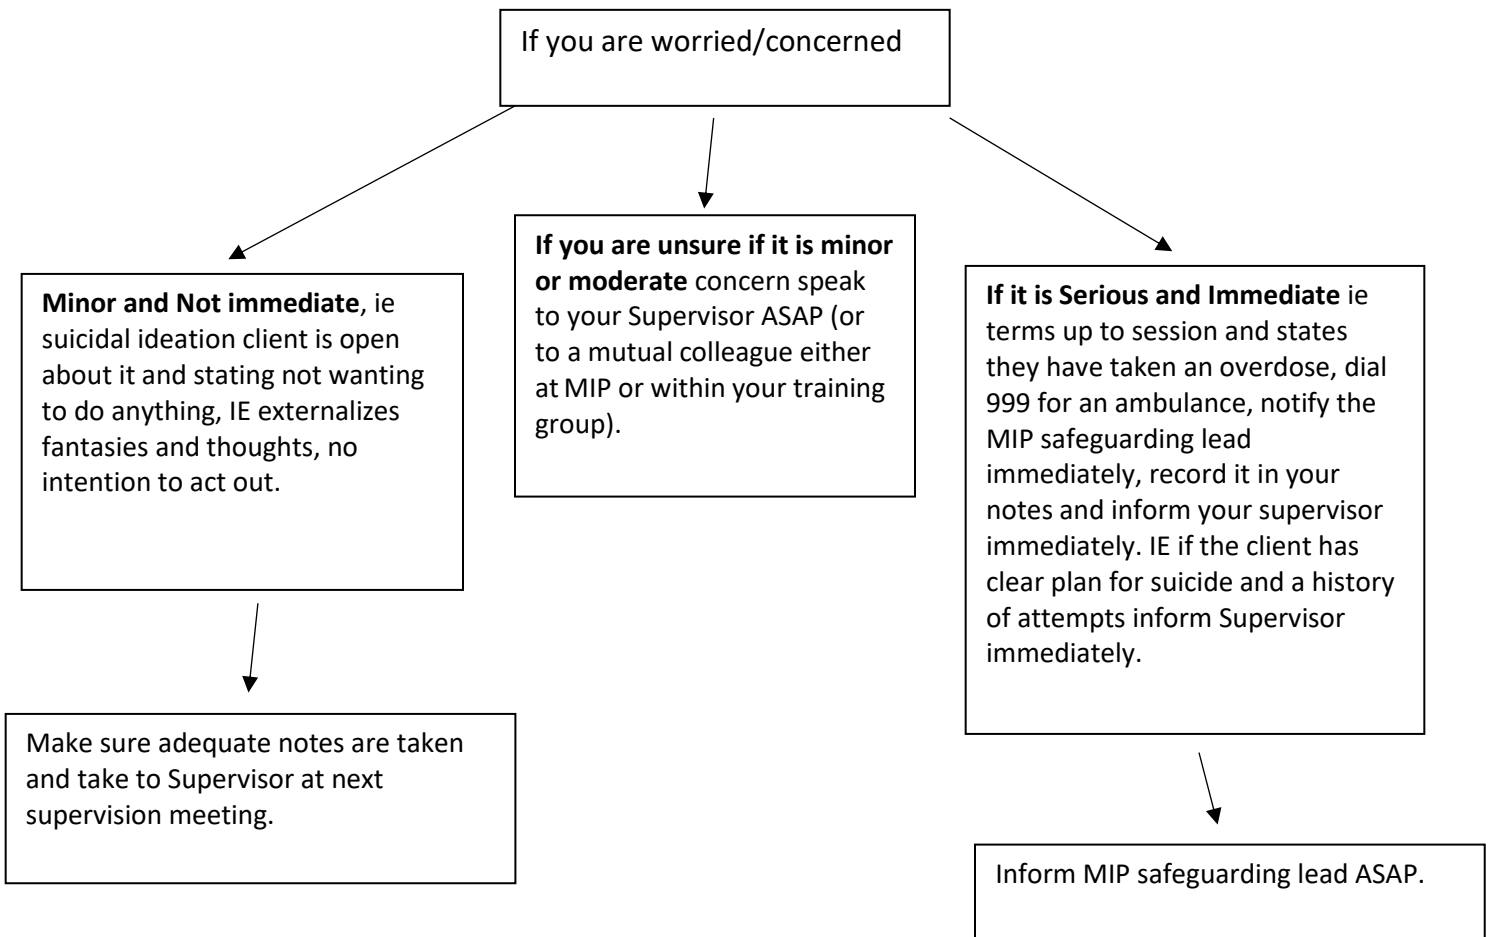 If you are worried/concerned
Minor and Not immediate, ie
suicidal ideation client is open
about it and stating not wanting
to do anything, IE externalizes
fantasies and thoughts, no
intention to act out.
Make sure adequate notes are taken
and take to Supervisor at next
supervision meeting.
If you are unsure if it is minor
or moderate concern speak
to your Supervisor ASAP (or
to a mutual colleague either
at MIP or within your training
group).
If it is Serious and Immediate ie
terms up to session and states
they have taken an overdose, dial
999 for an ambulance, notify the
MIP safeguarding lead
immediately, record it in your
notes and inform your supervisor
immediately. IE if the client has
clear plan for suicide and a history
of attempts inform Supervisor
immediately.
Inform MIP safeguarding lead ASAP.